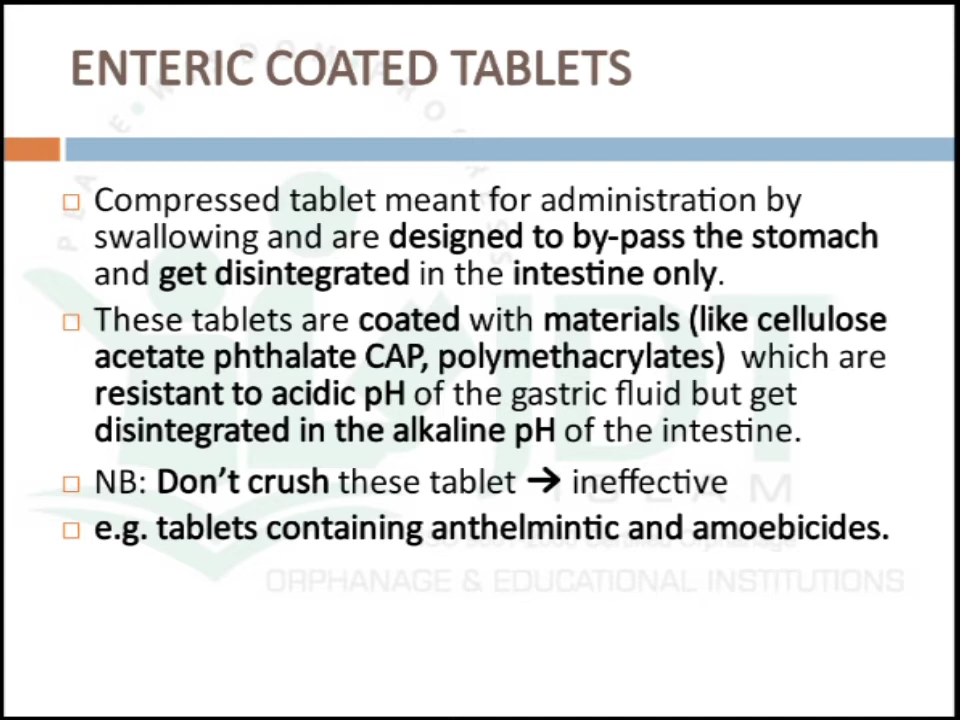 ENTERIC COATED TABLETS
Compressed tablet meant for administration by
swallowing and are designed to by-pass the stomach
and get disintegrated in the intestine only.
These tablets are coated with materials (like cellulose
acetate phthalate CAP, polymethacrylates) which are
resistant to acidic pH of the gastric fluid but get
disintegrated in the alkaline pH of the intestine.
NB: Don't crush these tablet → ineffective
e.g. tablets containing anthelmintic and amoebicides.
JDT
ISLAM
ORPHANAGE & EDUCATIONAL INSTITUTIONS